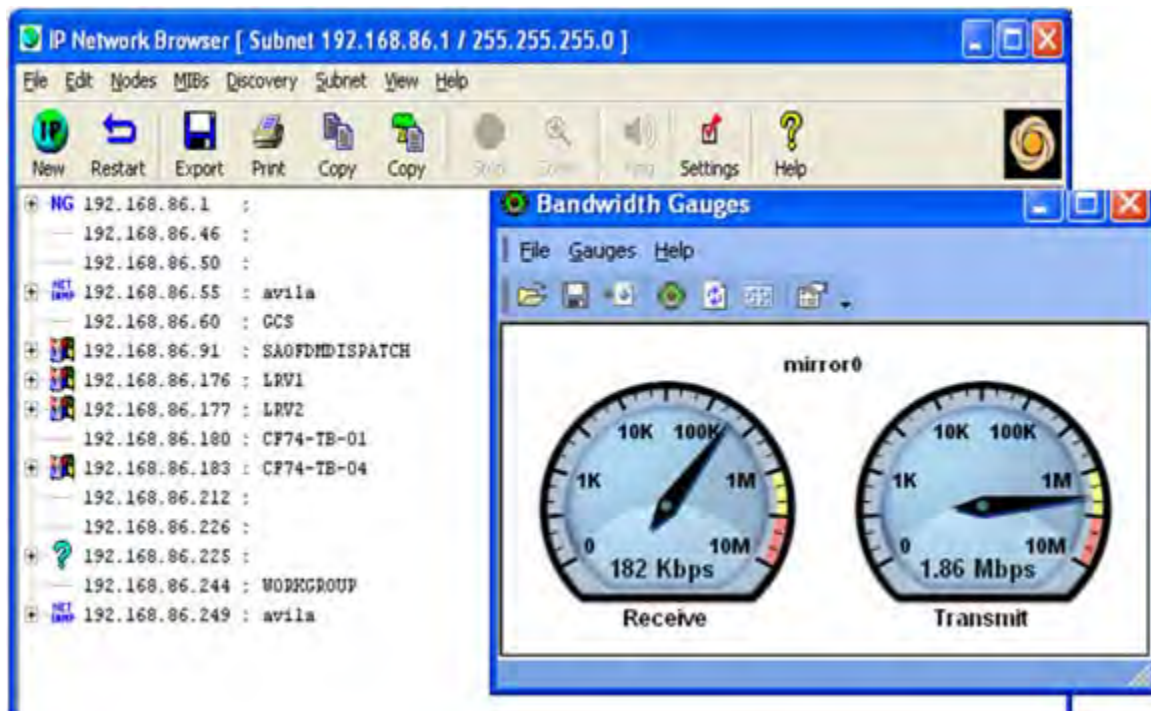 IP Network Browser [ Subnet 192.168.86.1 / 255.255.255.0 ]
File Edit Nodes MIBs Discovery Subnet View Help
IP
New Restart Export Print Copy Copy Stop Settings Help
NG 192.168.86.1 :
192.168.86.46 :
192.168.86.50 :
NET SNMP 192.168.86.55 : avila
192.168.86.60 : GCS
192.168.86.91 : SAOFDMDISPATCH
192.168.86.176 : LRV1
192.168.86.177 : LRV2
192.168.86.180 : CF74-TB-01
192.168.86.183 : CF74-TB-04
192.168.86.212 :
192.168.86.226 :
? 192.168.86.225 :
192.168.86.244 : WORKGROUP
NET SNMP 192.168.86.249 : avila
Bandwidth Gauges
File Gauges Help
mirror0
0 1K 10K 100K 1M 10M
182 Kbps
Receive
0 1K 10K 100K 1M 10M
1.86 Mbps
Transmit